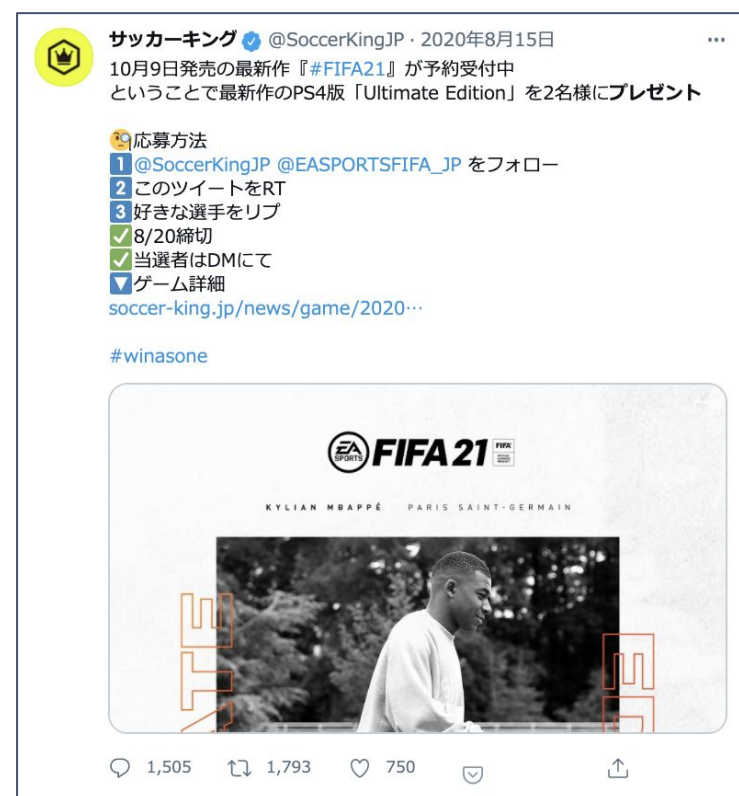 サッカーキング @SoccerKingJP · 2020年8月15日
10月9日発売の最新作『#FIFA21』が予約受付中
ということで最新作のPS4版「Ultimate Edition」を2名様にプレゼント
🧐応募方法
1️⃣@SoccerKingJP @EASPORTSFIFA_JP をフォロー
2️⃣このツイートをRT
3️⃣好きな選手をリプ
✅8/20締切
✅当選者はDMにて
🔽ゲーム詳細
soccer-king.jp/news/game/2020…
#winasone
EA SPORTS FIFA 21 FIFA
KYLIAN MBAPPÉ PARIS SAINT-GERMAIN
1,505 1,793 750